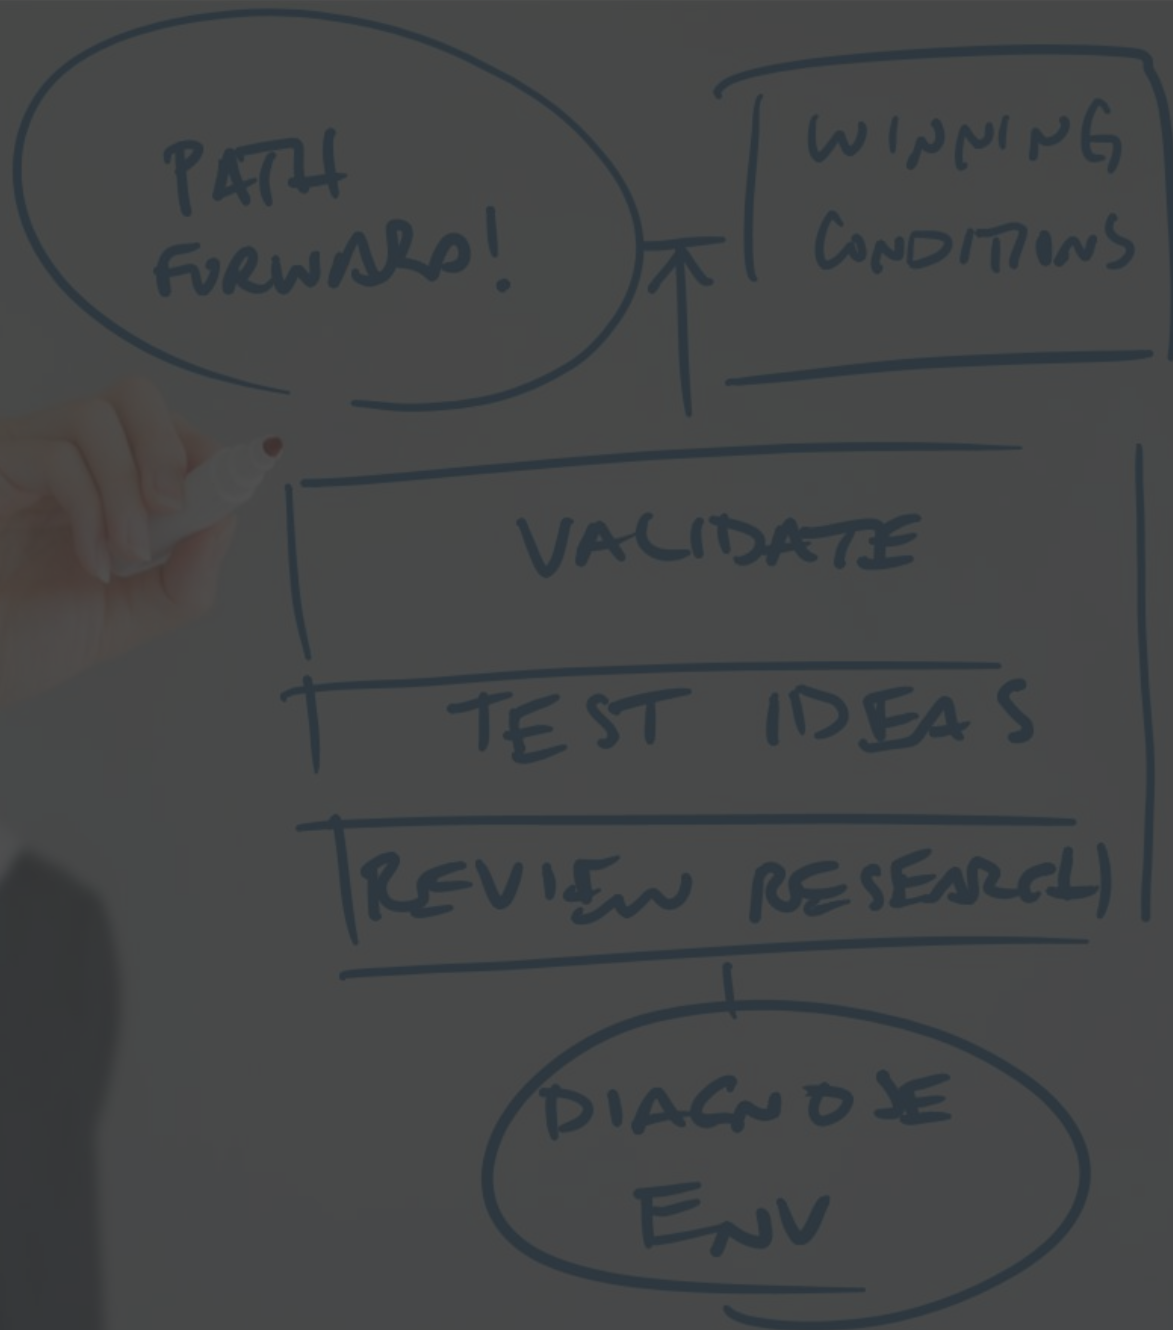 PATH
FORWARD!
WINNING
CONDITIONS
VALIDATE
TEST IDEAS
REVIEW RESEARCH
DIAGNOSE
ENV